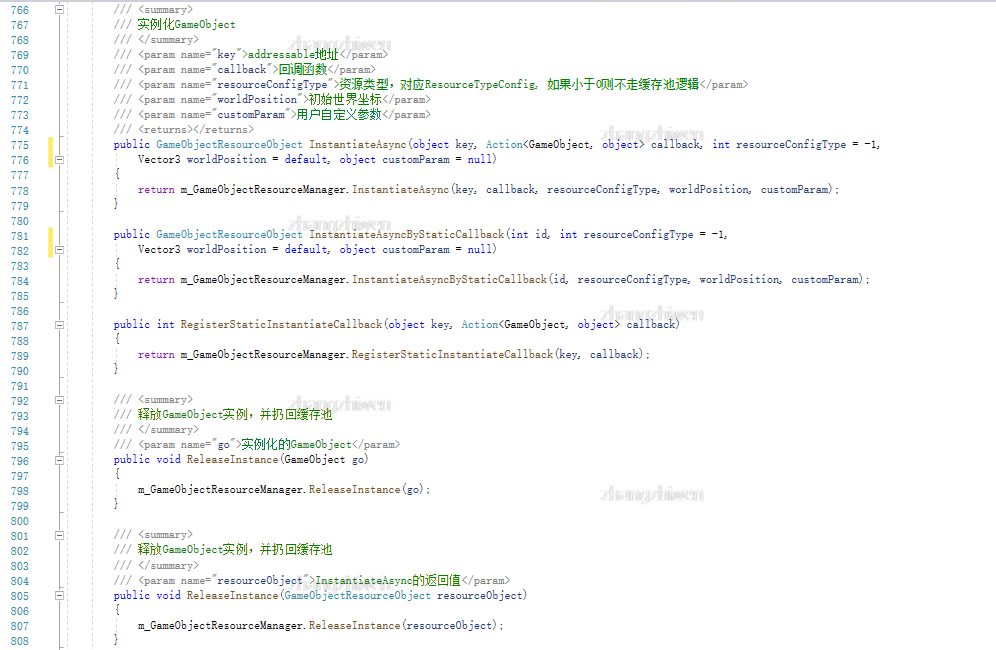 766 /// <summary>
767 /// 实例化GameObject
768 /// </summary>
769 /// <param name="key">addressable地址</param>
770 /// <param name="callback">回调函数</param>
771 /// <param name="resourceConfigType">资源类型，对应ResourceTypeConfig, 如果小于0则不走缓存池逻辑</param>
772 /// <param name="worldPosition">初始世界坐标</param>
773 /// <param name="customParam">用户自定义参数</param>
774 /// <returns></returns>
775 public GameObjectResourceObject InstantiateAsync(object key, Action<GameObject, object> callback, int resourceConfigType = -1,
776 Vector3 worldPosition = default, object customParam = null)
777 {
778 return m_GameObjectResourceManager.InstantiateAsync(key, callback, resourceConfigType, worldPosition, customParam);
779 }
780
781 public GameObjectResourceObject InstantiateAsyncByStaticCallback(int id, int resourceConfigType = -1,
782 Vector3 worldPosition = default, object customParam = null)
783 {
784 return m_GameObjectResourceManager.InstantiateAsyncByStaticCallback(id, resourceConfigType, worldPosition, customParam);
785 }
786
787 public int RegisterStaticInstantiateCallback(object key, Action<GameObject, object> callback)
788 {
789 return m_GameObjectResourceManager.RegisterStaticInstantiateCallback(key, callback);
790 }
791
792 /// <summary>
793 /// 释放GameObject实例，并扔回缓存池
794 /// </summary>
795 /// <param name="go">实例化的GameObject</param>
796 public void ReleaseInstance(GameObject go)
797 {
798 m_GameObjectResourceManager.ReleaseInstance(go);
799 }
800
801 /// <summary>
802 /// 释放GameObject实例，并扔回缓存池
803 /// </summary>
804 /// <param name="resourceObject">InstantiateAsync的返回值</param>
805 public void ReleaseInstance(GameObjectResourceObject resourceObject)
806 {
807 m_GameObjectResourceManager.ReleaseInstance(resourceObject);
808 }
zhangzhiwen
zhangzhiwen
zhangzhiwen
zhangzhiwen
zhangzhiwen
zhangzhiwen
zhangzhiwen